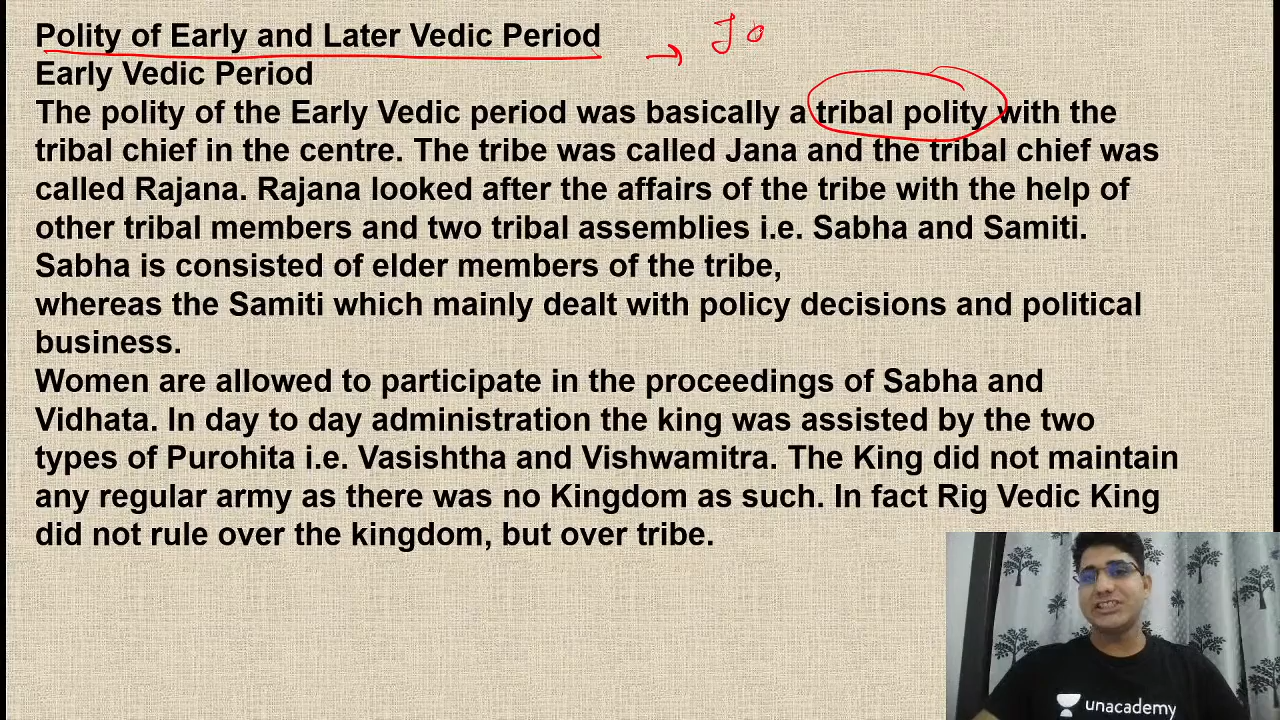 Polity of Early and Later Vedic Period
Early Vedic Period
The polity of the Early Vedic period was basically a tribal polity with the
tribal chief in the centre. The tribe was called Jana and the tribal chief was
called Rajana. Rajana looked after the affairs of the tribe with the help of
other tribal members and two tribal assemblies i.e. Sabha and Samiti.
Sabha is consisted of elder members of the tribe,
whereas the Samiti which mainly dealt with policy decisions and political
business.
Women are allowed to participate in the proceedings of Sabha and
Vidhata. In day to day administration the king was assisted by the two
types of Purohita i.e. Vasishtha and Vishwamitra. The King did not maintain
any regular army as there was no Kingdom as such. In fact Rig Vedic King
did not rule over the kingdom, but over tribe.
unacademy